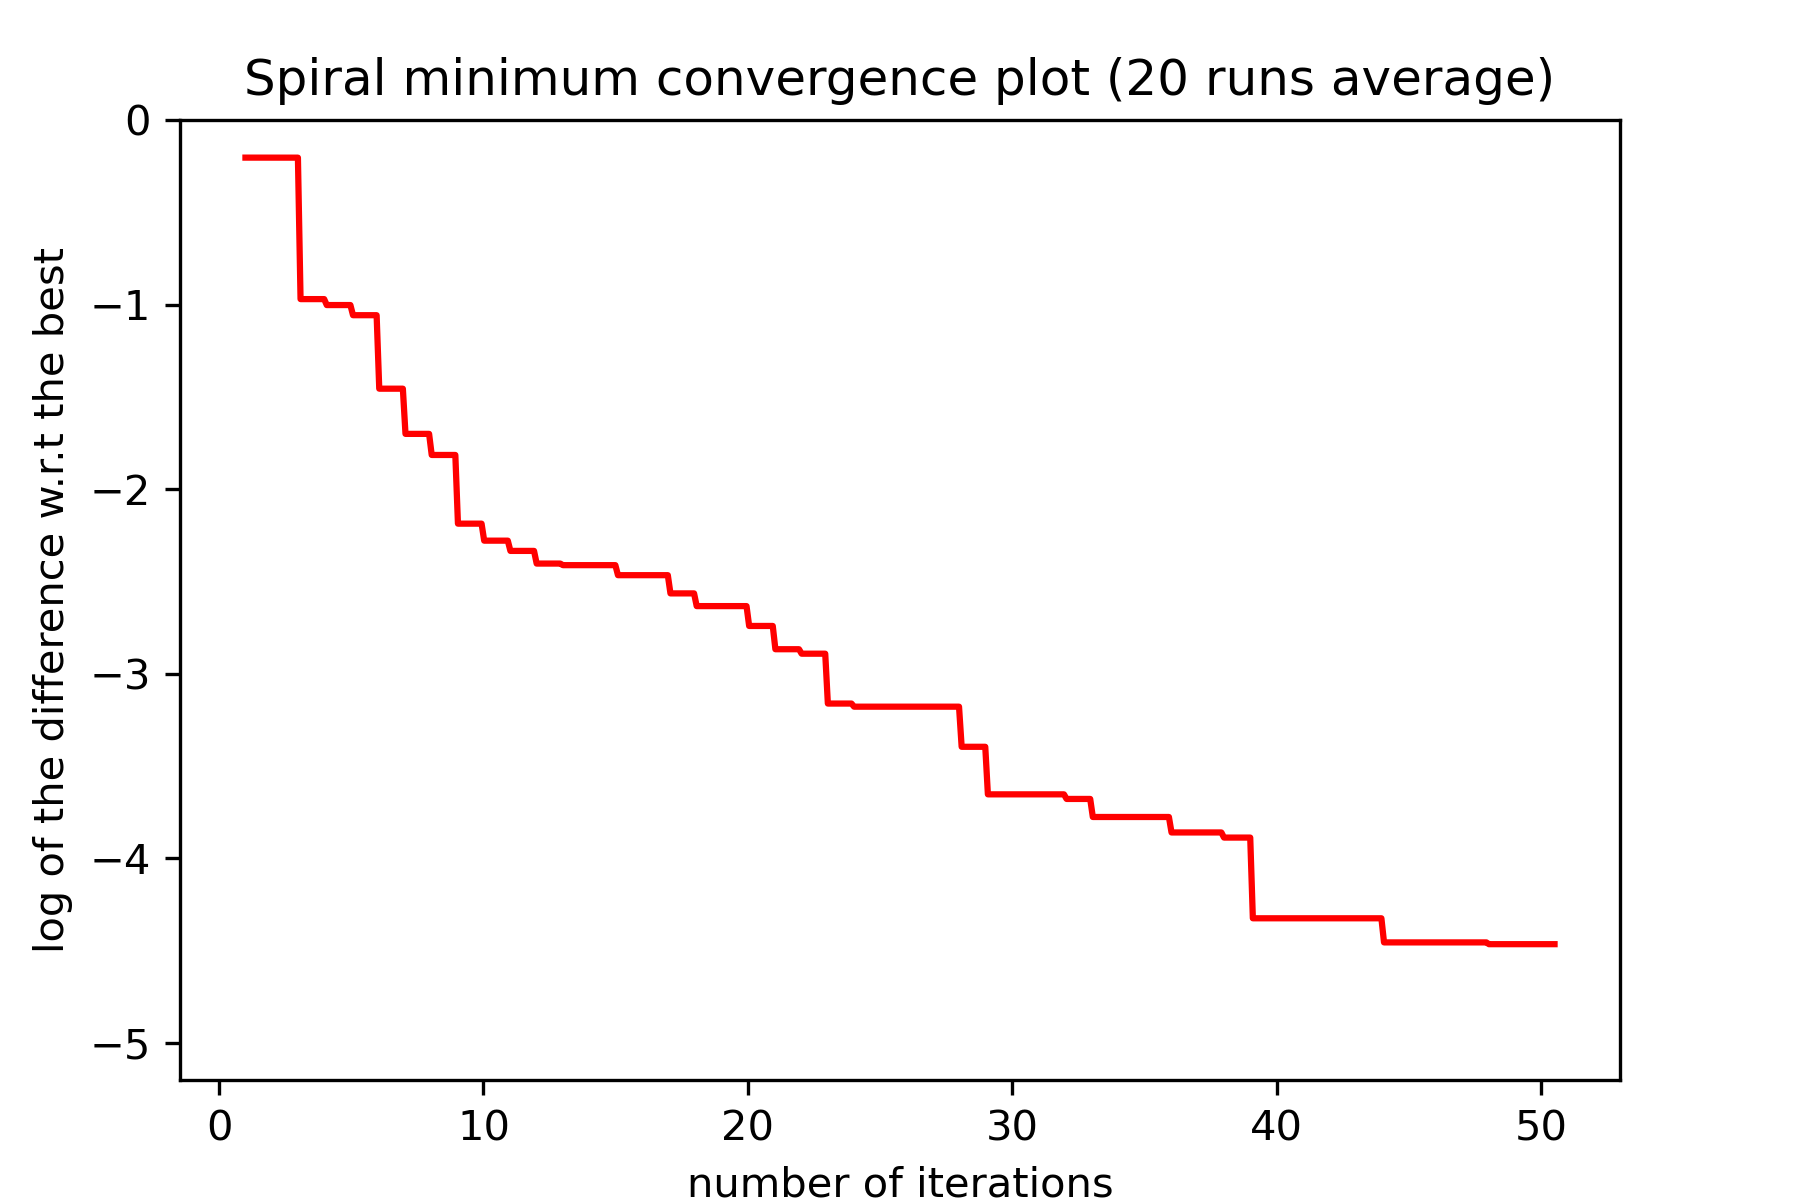 Spiral minimum convergence plot (20 runs average)
log of the difference w.r.t the best
0
−1
−2
−3
−4
−5
0 10 20 30 40 50
number of iterations